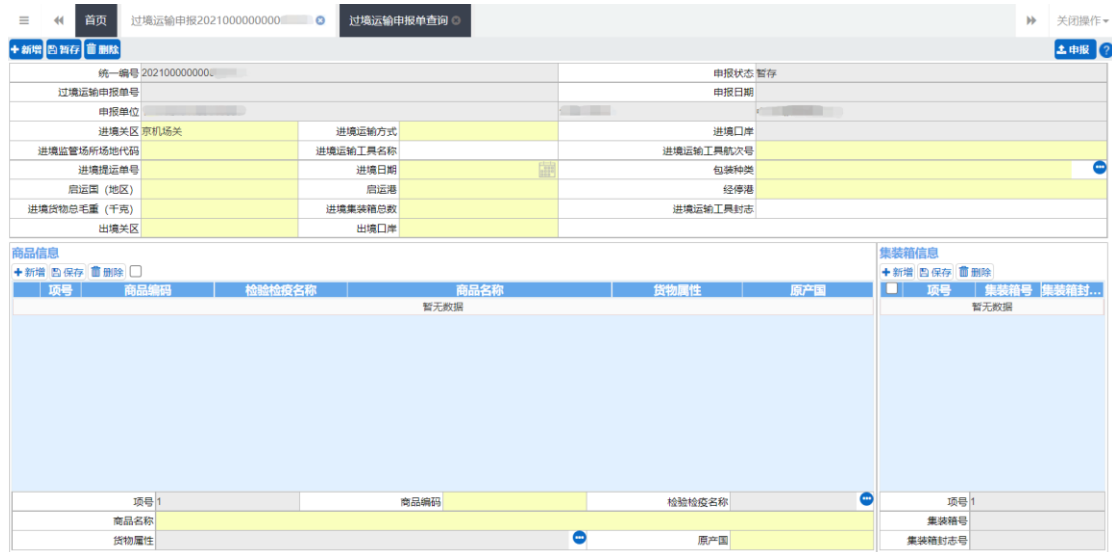 首页 过境运输申报2021000000000 过境运输申报单查询 关闭操作
新增 暂存 删除 申报
统一编号 202100000000 申报状态 暂存
过境运输申报单号 申报日期
申报单位
进境关区 京机场关 进境运输方式 进境口岸
进境监管场所场地代码 进境运输工具名称 进境运输工具航次号
进境提运单号 进境日期 包装种类
启运国（地区） 启运港 经停港
进境货物总毛重（千克） 进境集装箱总数 进境运输工具封志
出境关区 出境口岸
商品信息
新增 保存 删除
项号 商品编码 检验检疫名称 商品名称 货物属性 原产国
暂无数据
项号 1 商品编码 检验检疫名称
商品名称
货物属性 原产国
集装箱信息
新增 保存 删除
项号 集装箱号 集装箱封...
暂无数据
项号 1
集装箱号
集装箱封志号